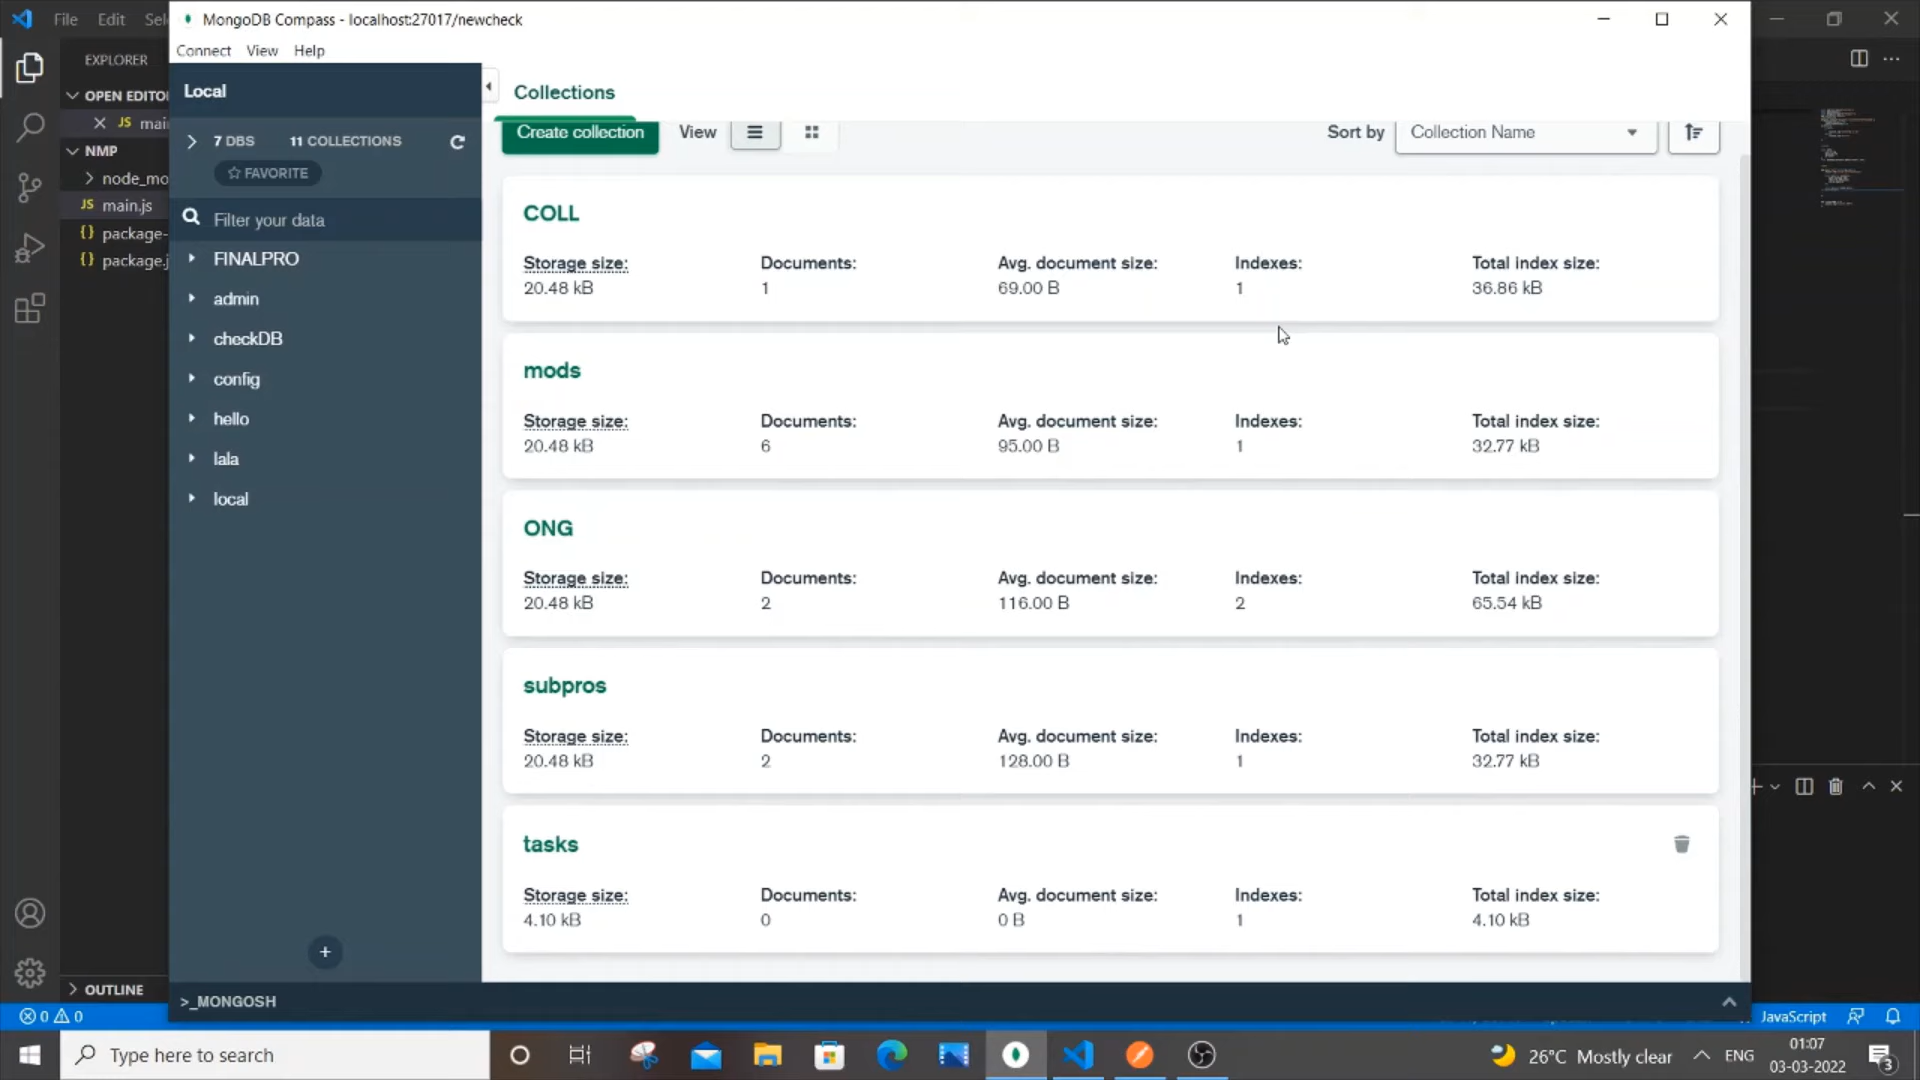 File Edit Sel
MongoDB Compass - localhost:27017/newcheck
Connect View Help
EXPLORER
OPEN EDITO
JS mai
NMP
node_mo
JS main.js
{} package-
{} package.j
OUTLINE
Local
7 DBS 11 COLLECTIONS
FAVORITE
Filter your data
FINALPRO
admin
checkDB
config
hello
lala
local
+
Collections
Create collection View Sort by Collection Name
COLL
Storage size: Documents: Avg. document size: Indexes: Total index size:
20.48 kB 1 69.00 B 1 36.86 kB
mods
Storage size: Documents: Avg. document size: Indexes: Total index size:
20.48 kB 6 95.00 B 1 32.77 kB
ONG
Storage size: Documents: Avg. document size: Indexes: Total index size:
20.48 kB 2 116.00 B 2 65.54 kB
subpros
Storage size: Documents: Avg. document size: Indexes: Total index size:
20.48 kB 2 128.00 B 1 32.77 kB
tasks
Storage size: Documents: Avg. document size: Indexes: Total index size:
4.10 kB 0 0 B 1 4.10 kB
>_MONGOSH
0 0 JavaScript
Type here to search
26°C Mostly clear ENG
01:07
03-03-2022
3